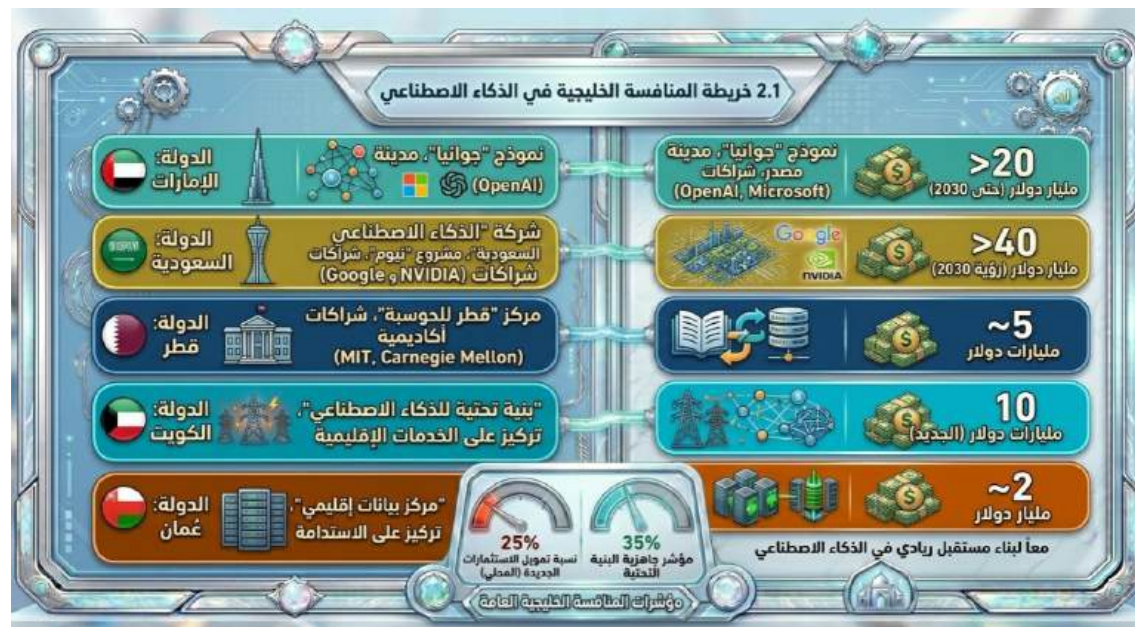 2.1 خريطة المنافسة الخليجية في الذكاء الاصطناعي
الدولة:
الإمارات
نموذج "جوانيا"، مدينة
(OpenAI)
نموذج "جوانيا"، مدينة
مصدر، شراكات
(OpenAI, Microsoft)
>20
مليار دولار (حتى 2030)
الدولة:
السعودية
شركة "الذكاء الاصطناعي
السعودية"، مشروع "نيوم"، شراكات
شراكات (NVIDIA و Google)
Google
NVIDIA
>40
مليار دولار (رؤية 2030)
الدولة:
قطر
مركز "قطر للحوسبة"، شراكات
أكاديمية
(MIT, Carnegie Mellon)
~5
مليارات دولار
الدولة:
الكويت
"بنية تحتية للذكاء الاصطناعي"،
تركيز على الخدمات الإقليمية
10
مليارات دولار (الجديد)
الدولة:
عُمان
"مركز بيانات إقليمي"،
تركيز على الاستدامة
~2
مليار دولار
معاً لبناء مستقبل ريادي في الذكاء الاصطناعي
35%
مؤشر جاهزية البنية
التحتية
25%
نسبة تمويل الاستثمارات
الجديدة (المحلي)
مؤشرات المنافسة الخليجية العامة